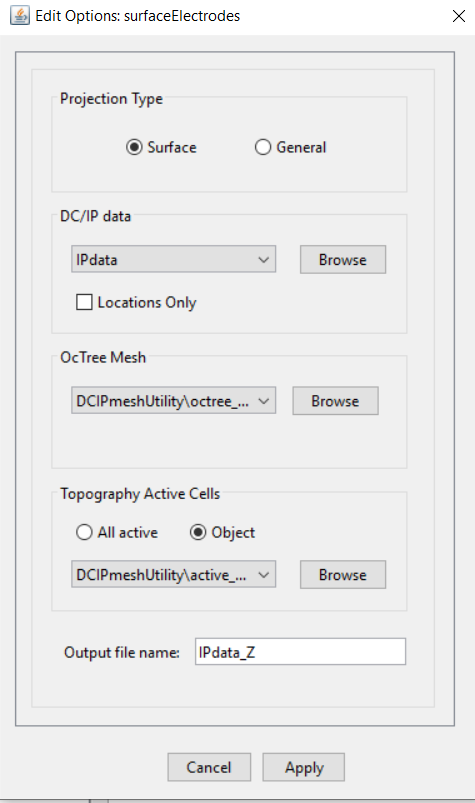 Edit Options: surfaceElectrodes
Projection Type
Surface General
DC/IP data
IPdata Browse
Locations Only
OcTree Mesh
DCIPmeshUtility\octree_... Browse
Topography Active Cells
All active Object
DCIPmeshUtility\active_... Browse
Output file name: IPdata_Z
Cancel Apply